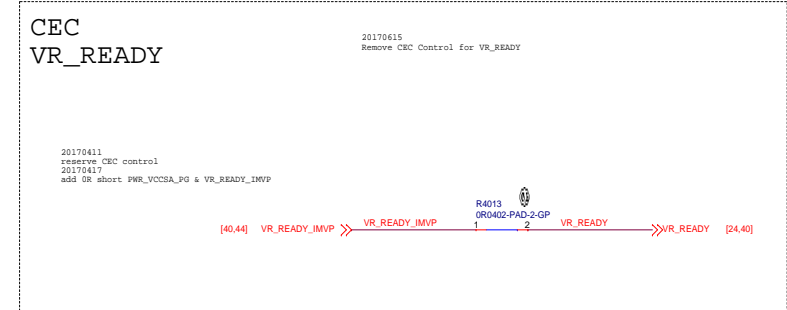 CEC
VR_READY
20170615
Remove CEC Control for VR_READY
20170411
reserve CEC control
20170417
add 0R short PWR_VCCSA_PG & VR_READY_IMVP
R4013
0R0402-PAD-2-GP
[40,44] VR_READY_IMVP VR_READY_IMVP 1 2 VR_READY VR_READY [24,40]